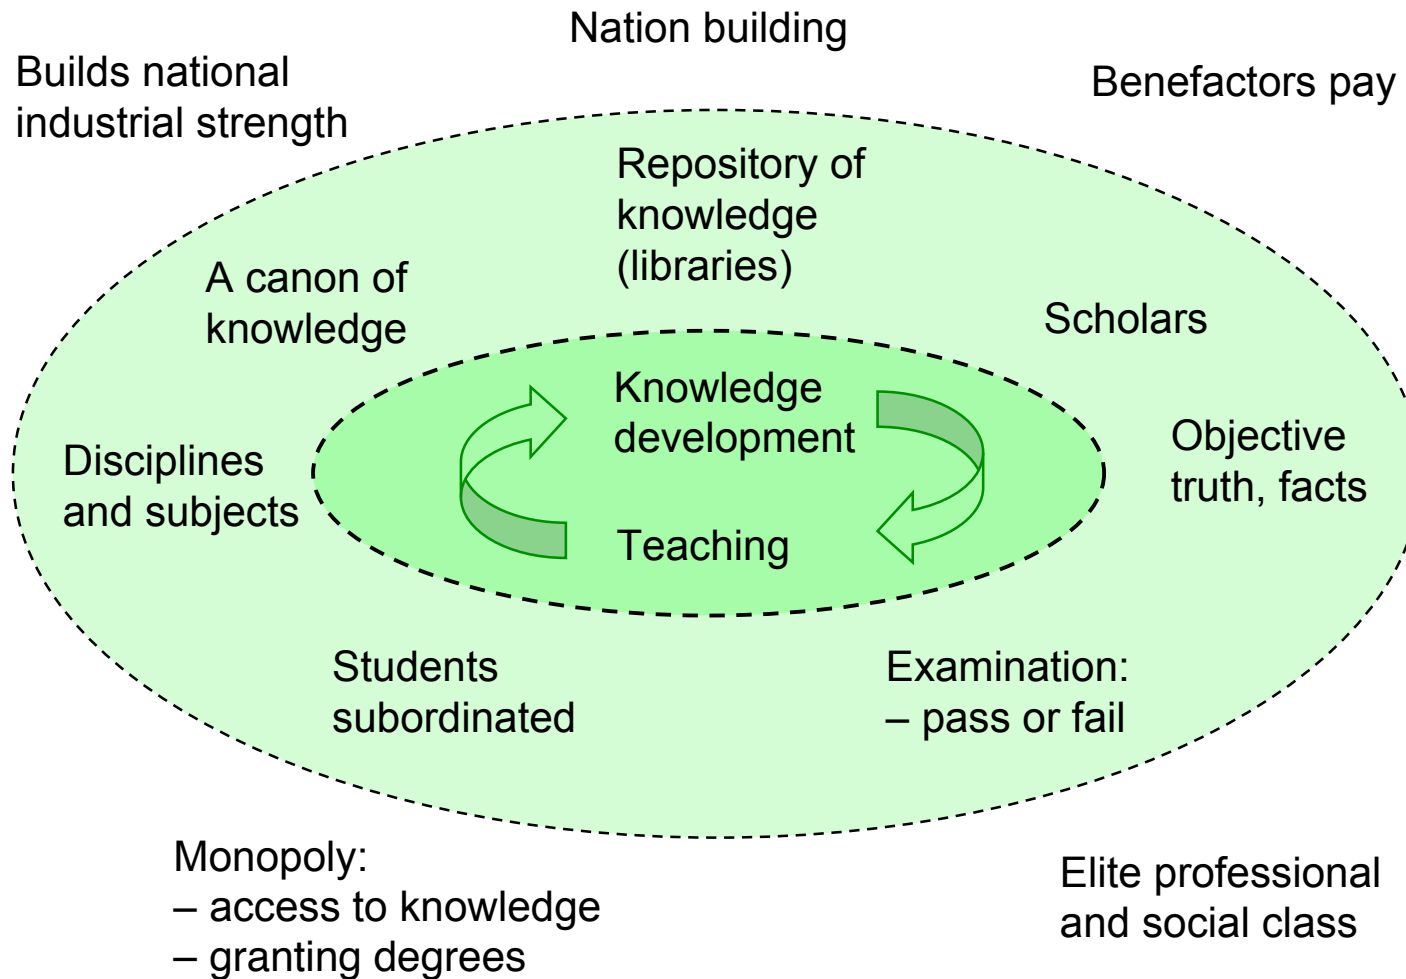 Nation building
Builds national
industrial strength
Benefactors pay
Repository of
knowledge
(libraries)
A canon of
knowledge
Scholars
Knowledge
development
Disciplines
and subjects
Objective
truth, facts
Teaching
Students
subordinated
Examination:
– pass or fail
Monopoly:
– access to knowledge
– granting degrees
Elite professional
and social class